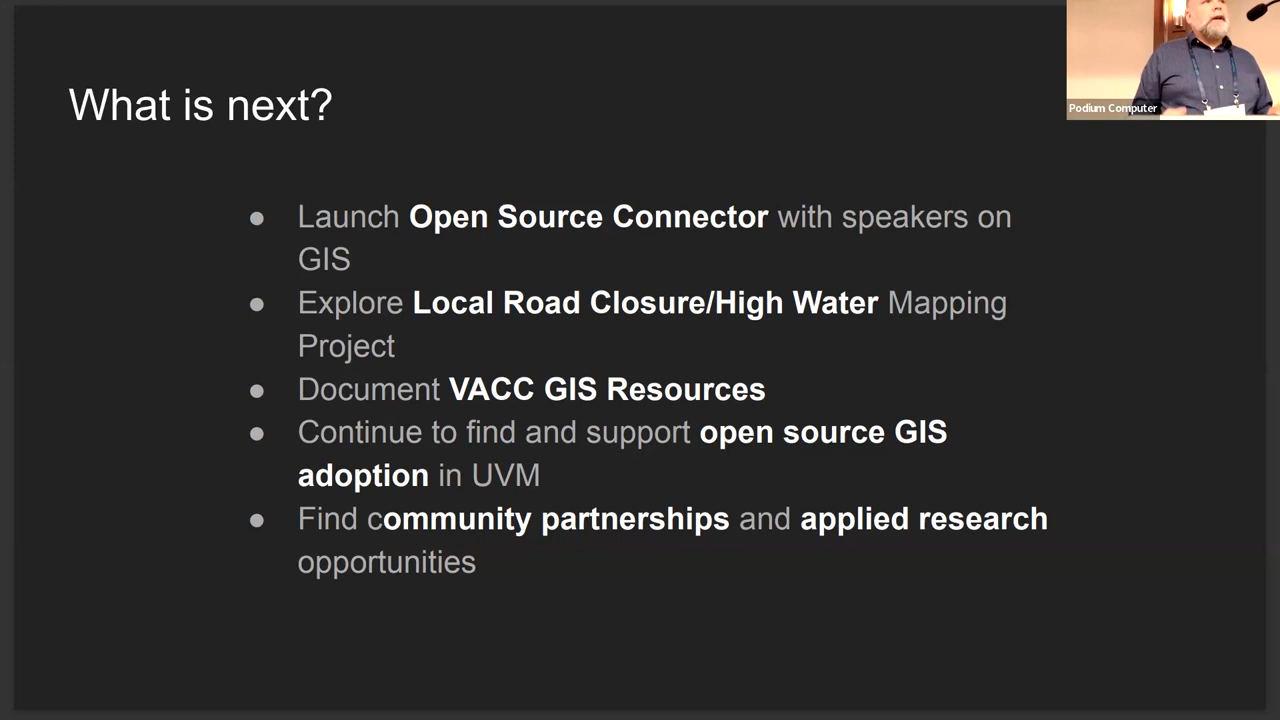 What is next?
Podium Computer
● Launch Open Source Connector with speakers on
GIS
● Explore Local Road Closure/High Water Mapping
Project
● Document VACC GIS Resources
● Continue to find and support open source GIS
adoption in UVM
● Find community partnerships and applied research
opportunities